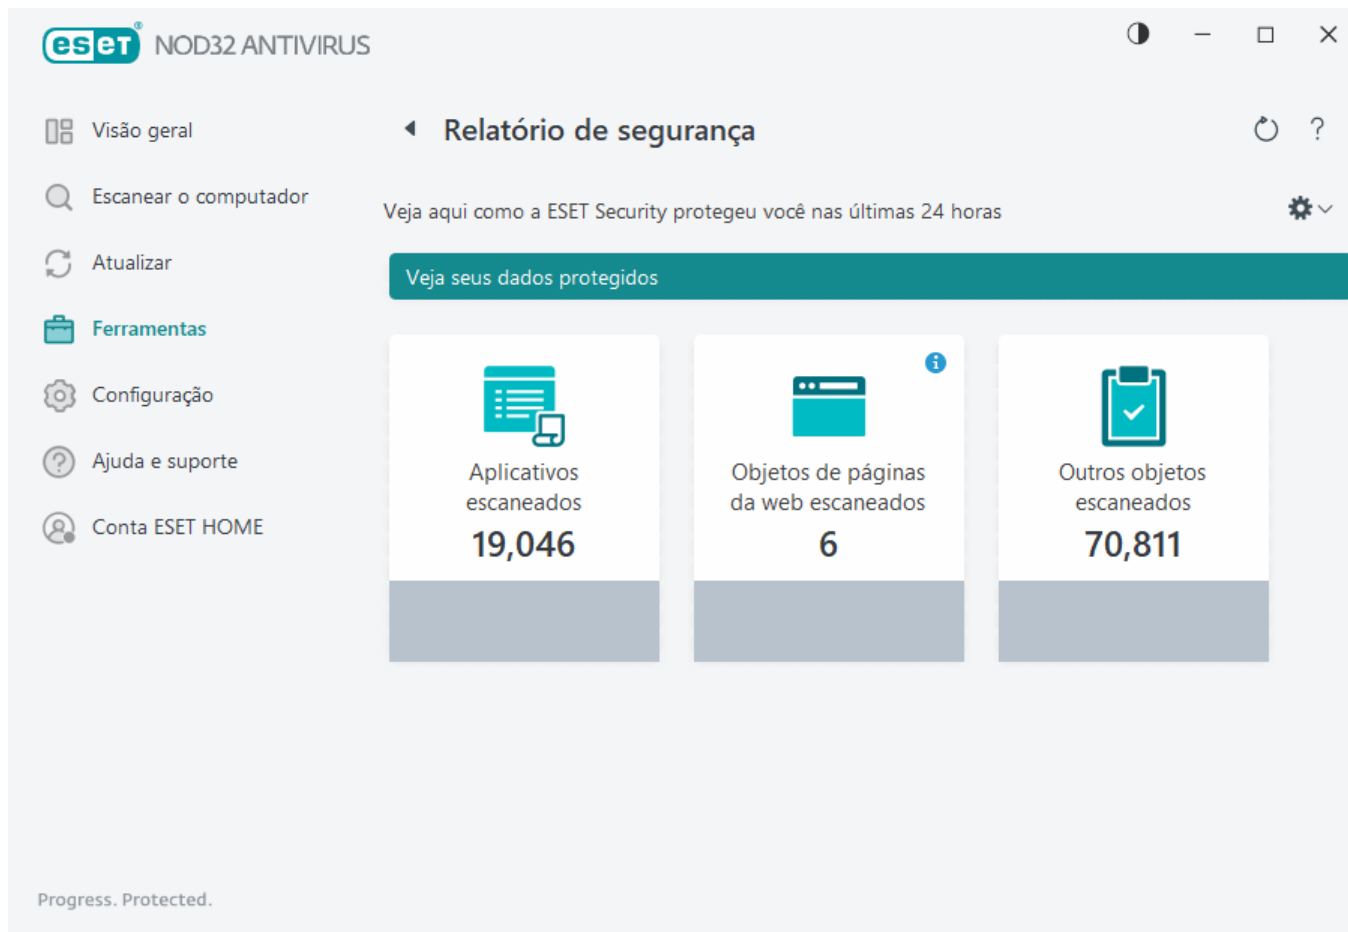 eset® NOD32 ANTIVIRUS
Visão geral
Escanear o computador
Atualizar
Ferramentas
Configuração
Ajuda e suporte
Conta ESET HOME
Relatório de segurança
?
Veja aqui como a ESET Security protegeu você nas últimas 24 horas
Veja seus dados protegidos
Aplicativos
escaneados
19,046
Objetos de páginas
da web escaneados
6
Outros objetos
escaneados
70,811
Progress. Protected.